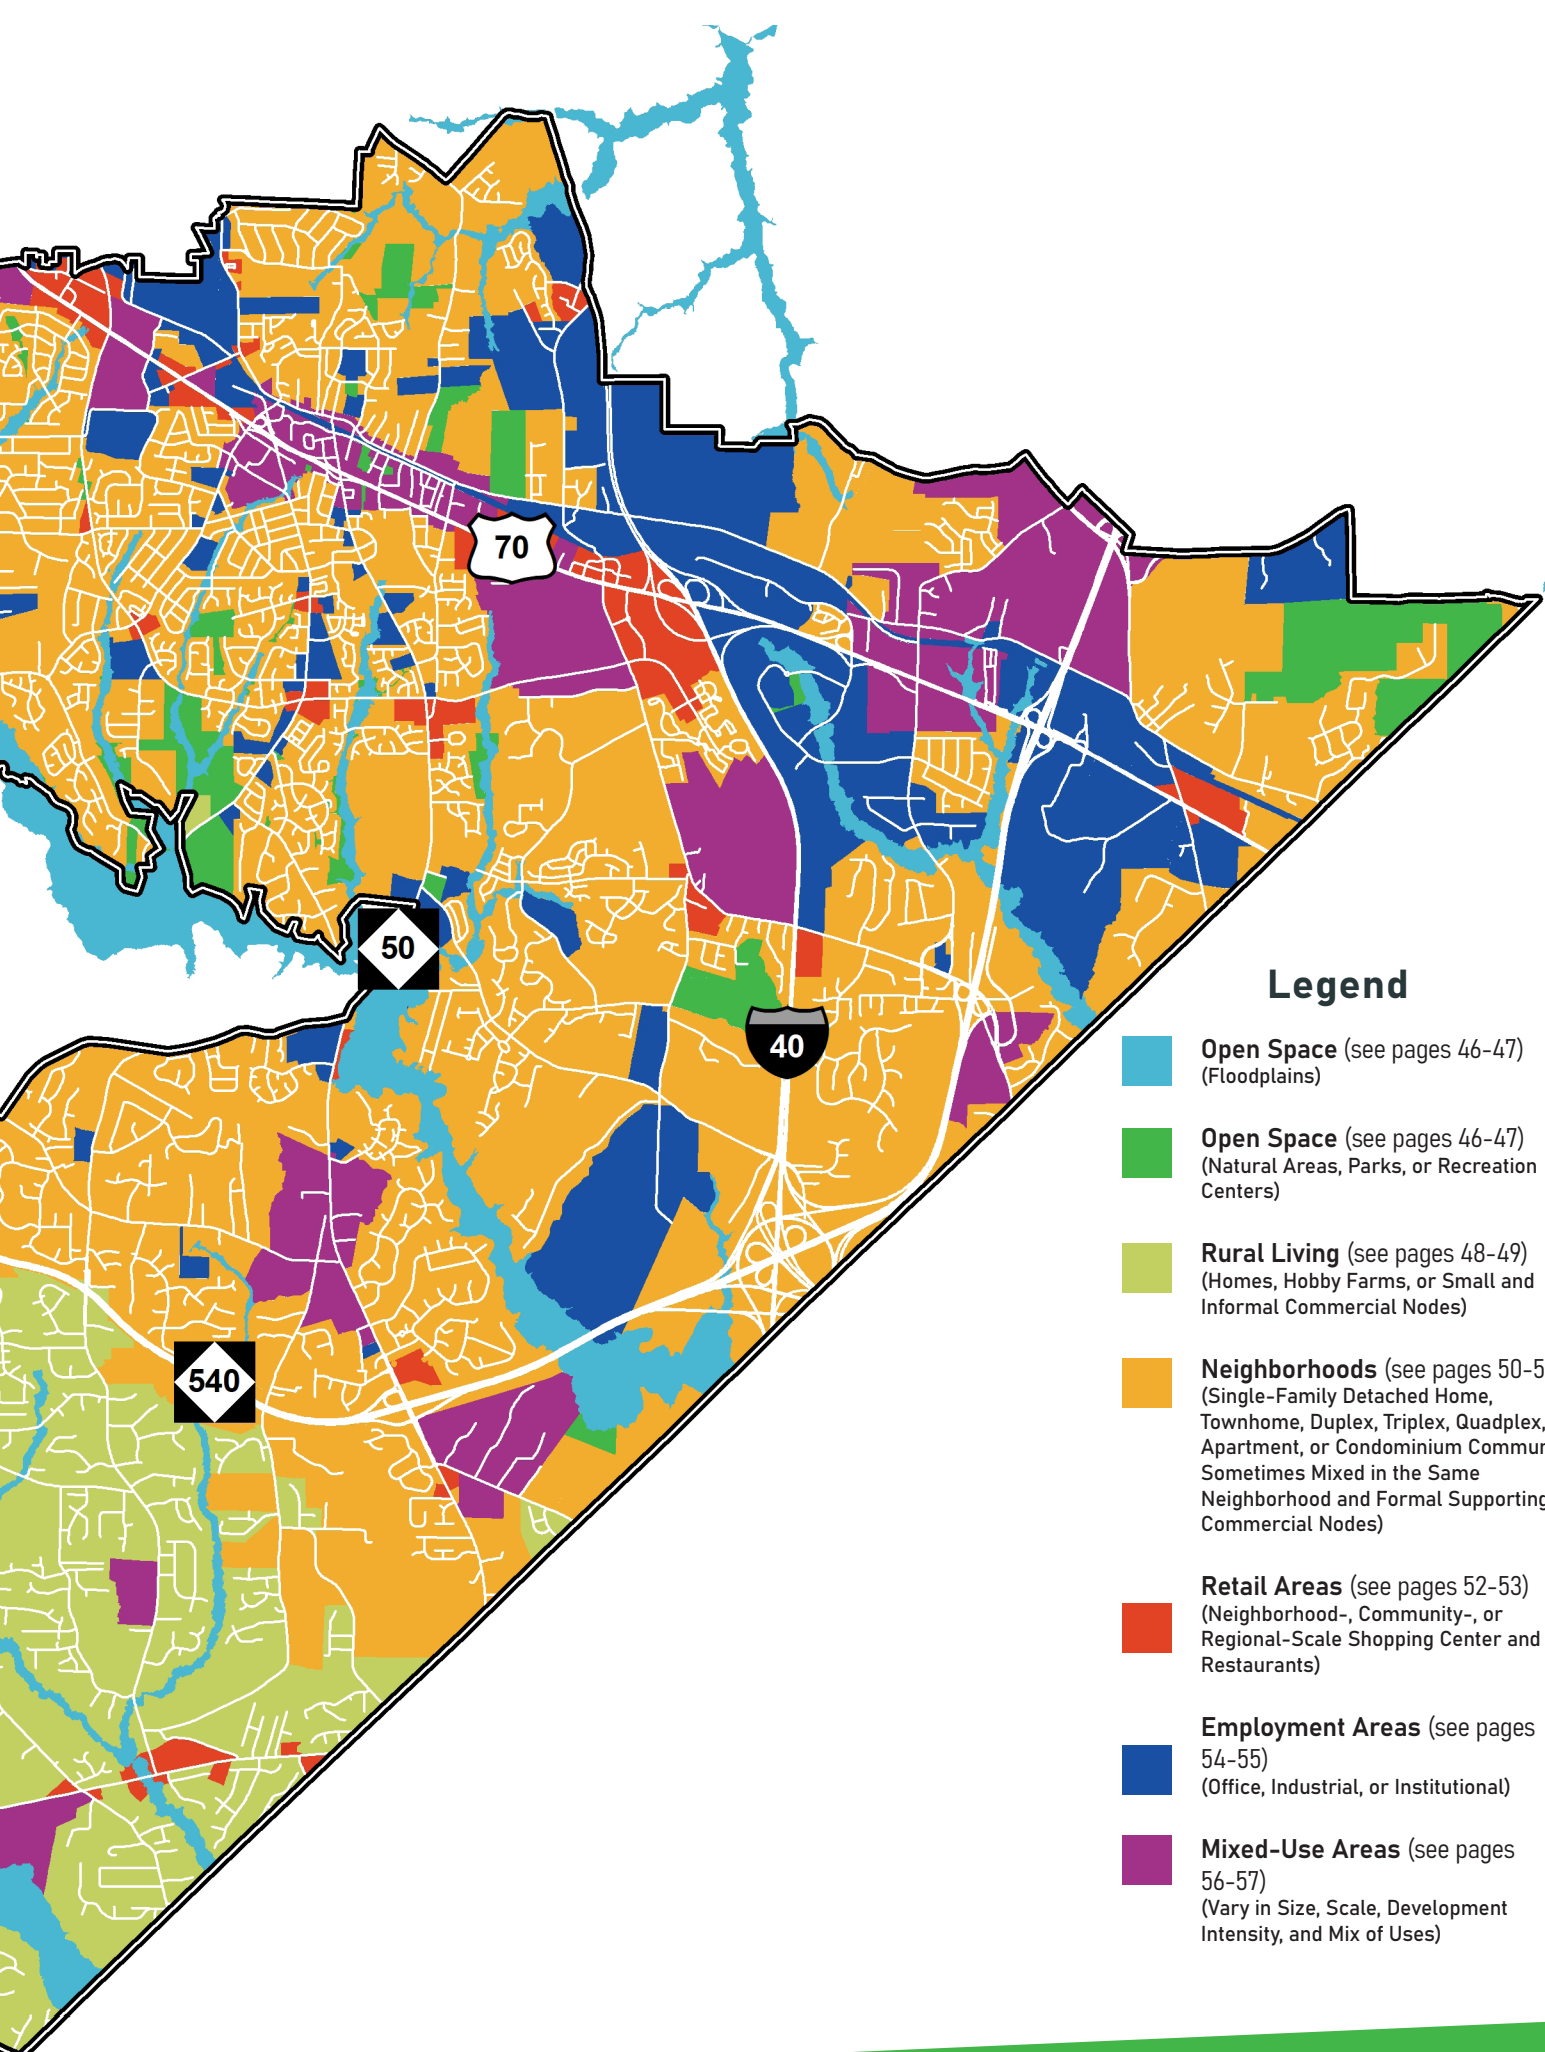 70
50
40
540
Legend
Open Space (see pages 46-47)
(Floodplains)
Open Space (see pages 46-47)
(Natural Areas, Parks, or Recreation
Centers)
Rural Living (see pages 48-49)
(Homes, Hobby Farms, or Small and
Informal Commercial Nodes)
Neighborhoods (see pages 50-5
(Single-Family Detached Home,
Townhome, Duplex, Triplex, Quadplex,
Apartment, or Condominium
Sometimes Mixed in the Same
Neighborhood and Formal Supporting
Commercial Nodes)
Retail Areas (see pages 52-53)
(Neighborhood-, Community-, or
Regional-Scale Shopping Center and
Restaurants)
Employment Areas (see pages
54-55)
(Office, Industrial, or Institutional)
Mixed-Use Areas (see pages
56-57)
(Vary in Size, Scale, Development
Intensity, and Mix of Uses)